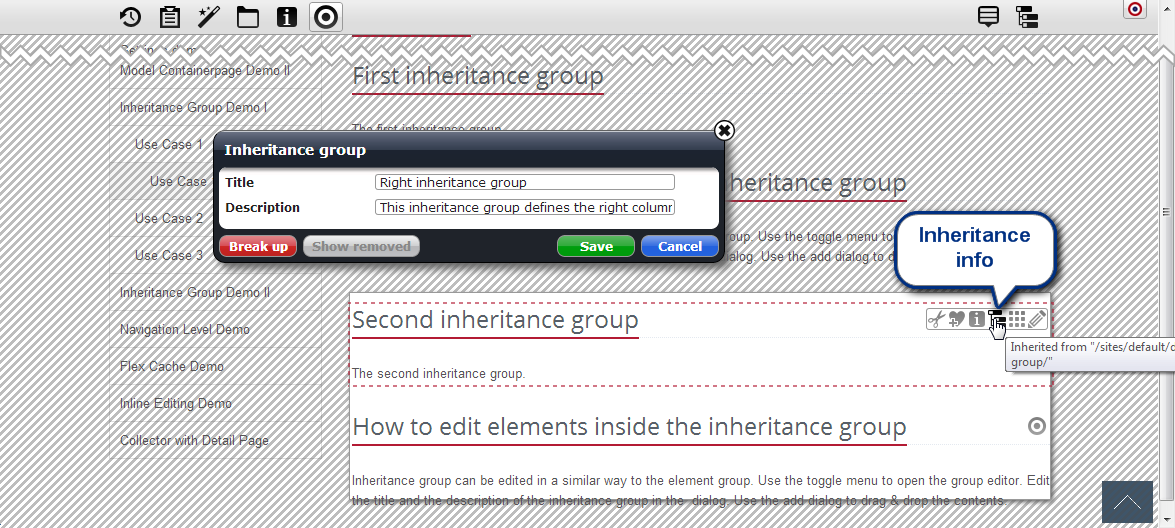 Model Containerpage Demo II
Inheritance Group Demo I
Use Case 1
Use Case
Use Case 2
Use Case 3
Inheritance Group Demo II
Navigation Level Demo
Flex Cache Demo
Inline Editing Demo
Collector with Detail Page
First inheritance group
The first inheritance group
Inheritance group
Title
Right inheritance group
Description
This inheritance group defines the right column
Break up
Show removed
Save
Cancel
heritance group
oup. Use the toggle menu to
alog. Use the add dialog to d
Inheritance
info
Second inheritance group
Inherited from "/sites/default/
group/"
The second inheritance group.
How to edit elements inside the inheritance group
Inheritance group can be edited in a similar way to the element group. Use the toggle menu to open the group editor. Edit
the title and the description of the inheritance group in the dialog. Use the add dialog to drag & drop the contents.